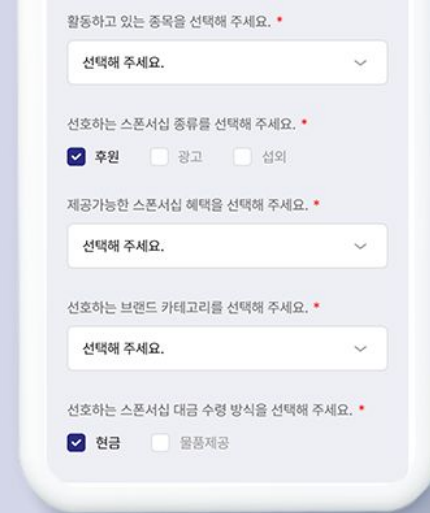 활동하고 있는 종목을 선택해 주세요. *
선택해 주세요.
선호하는 스폰서십 종류를 선택해 주세요. *
후원 광고 섭외
제공가능한 스폰서십 혜택을 선택해 주세요. *
선택해 주세요.
선호하는 브랜드 카테고리를 선택해 주세요. *
선택해 주세요.
선호하는 스폰서십 대금 수령 방식을 선택해 주세요. *
현금 물품제공